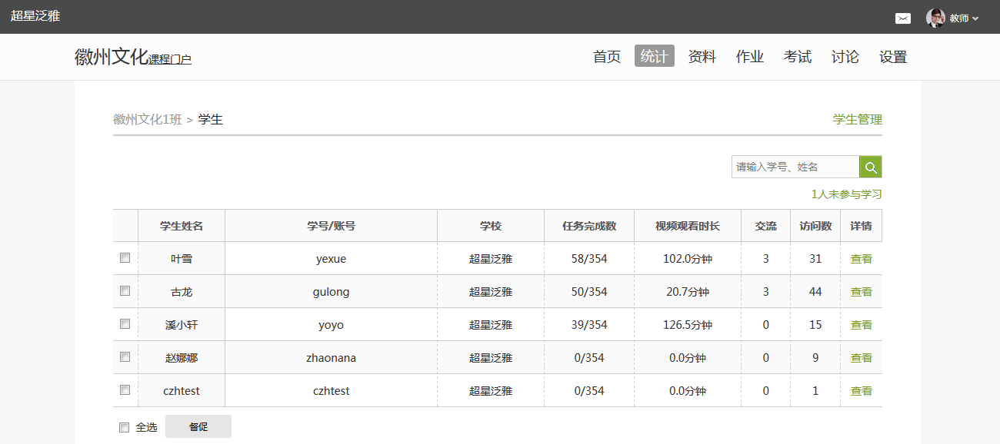 超星泛雅
教师
徽州文化课程门户 首页 统计 资料 作业 考试 讨论 设置
徽州文化1班 > 学生 学生管理
请输入学号、姓名
1人未参与学习
学生姓名 学号/账号 学校 任务完成数 视频观看时长 交流 访问数 详情
叶雪 yexue 超星泛雅 58/354 102.0分钟 3 31 查看
古龙 gulong 超星泛雅 50/354 20.7分钟 3 44 查看
溪小轩 yoyo 超星泛雅 39/354 126.5分钟 0 15 查看
赵娜娜 zhaonana 超星泛雅 0/354 0.0分钟 0 9 查看
czhtest czhtest 超星泛雅 0/354 0.0分钟 0 1 查看
全选 督促